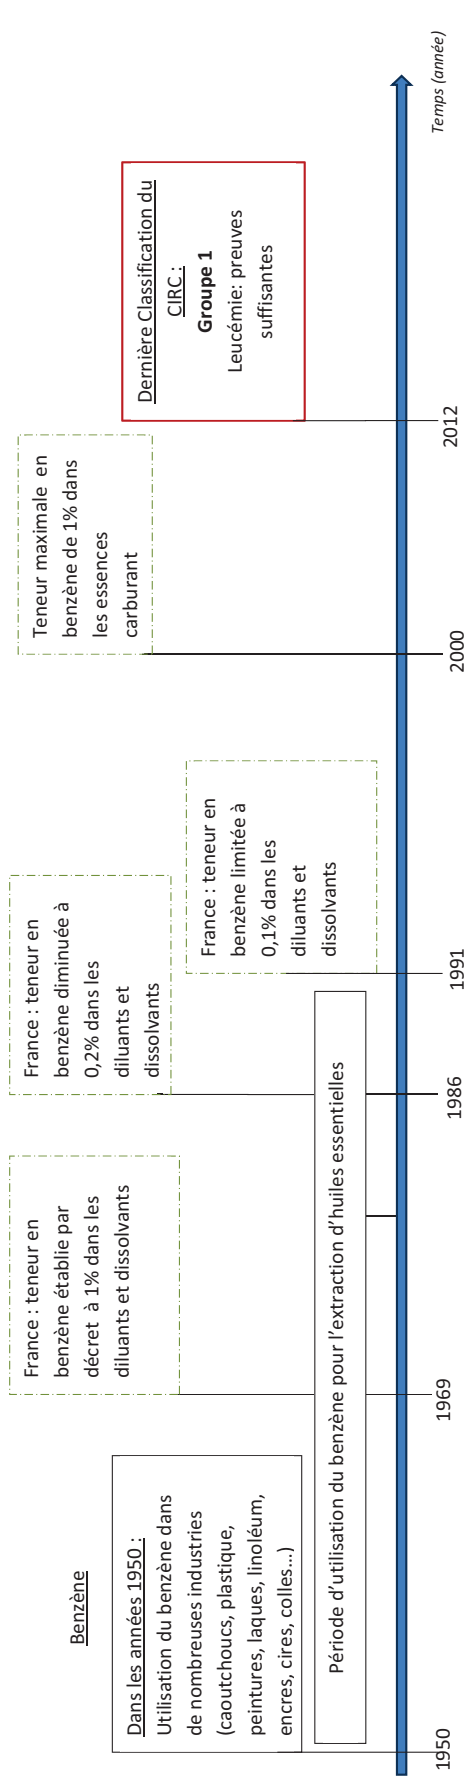 Benzène
Dans les années 1950 :
Utilisation du benzène dans
de nombreuses industries
(caoutchoucs, plastique,
peintures, laques, linoléum,
encres, cires, colles...)
Période d'utilisation du benzène pour l'extraction d'huiles essentielles
France : teneur en
benzène établie par
décret à 1% dans les
diluants et dissolvants
France : teneur en
benzène diminuée à
0,2% dans les
diluants et
dissolvants
France : teneur en
benzène limitée à
0,1% dans les
diluants et
dissolvants
Teneur maximale en
benzène de 1% dans
les essences
carburant
Dernière Classification du
CIRC :
Groupe 1
Leucémie: preuves
suffisantes
1950
1969
1986
1991
2000
2012
Temps (année)